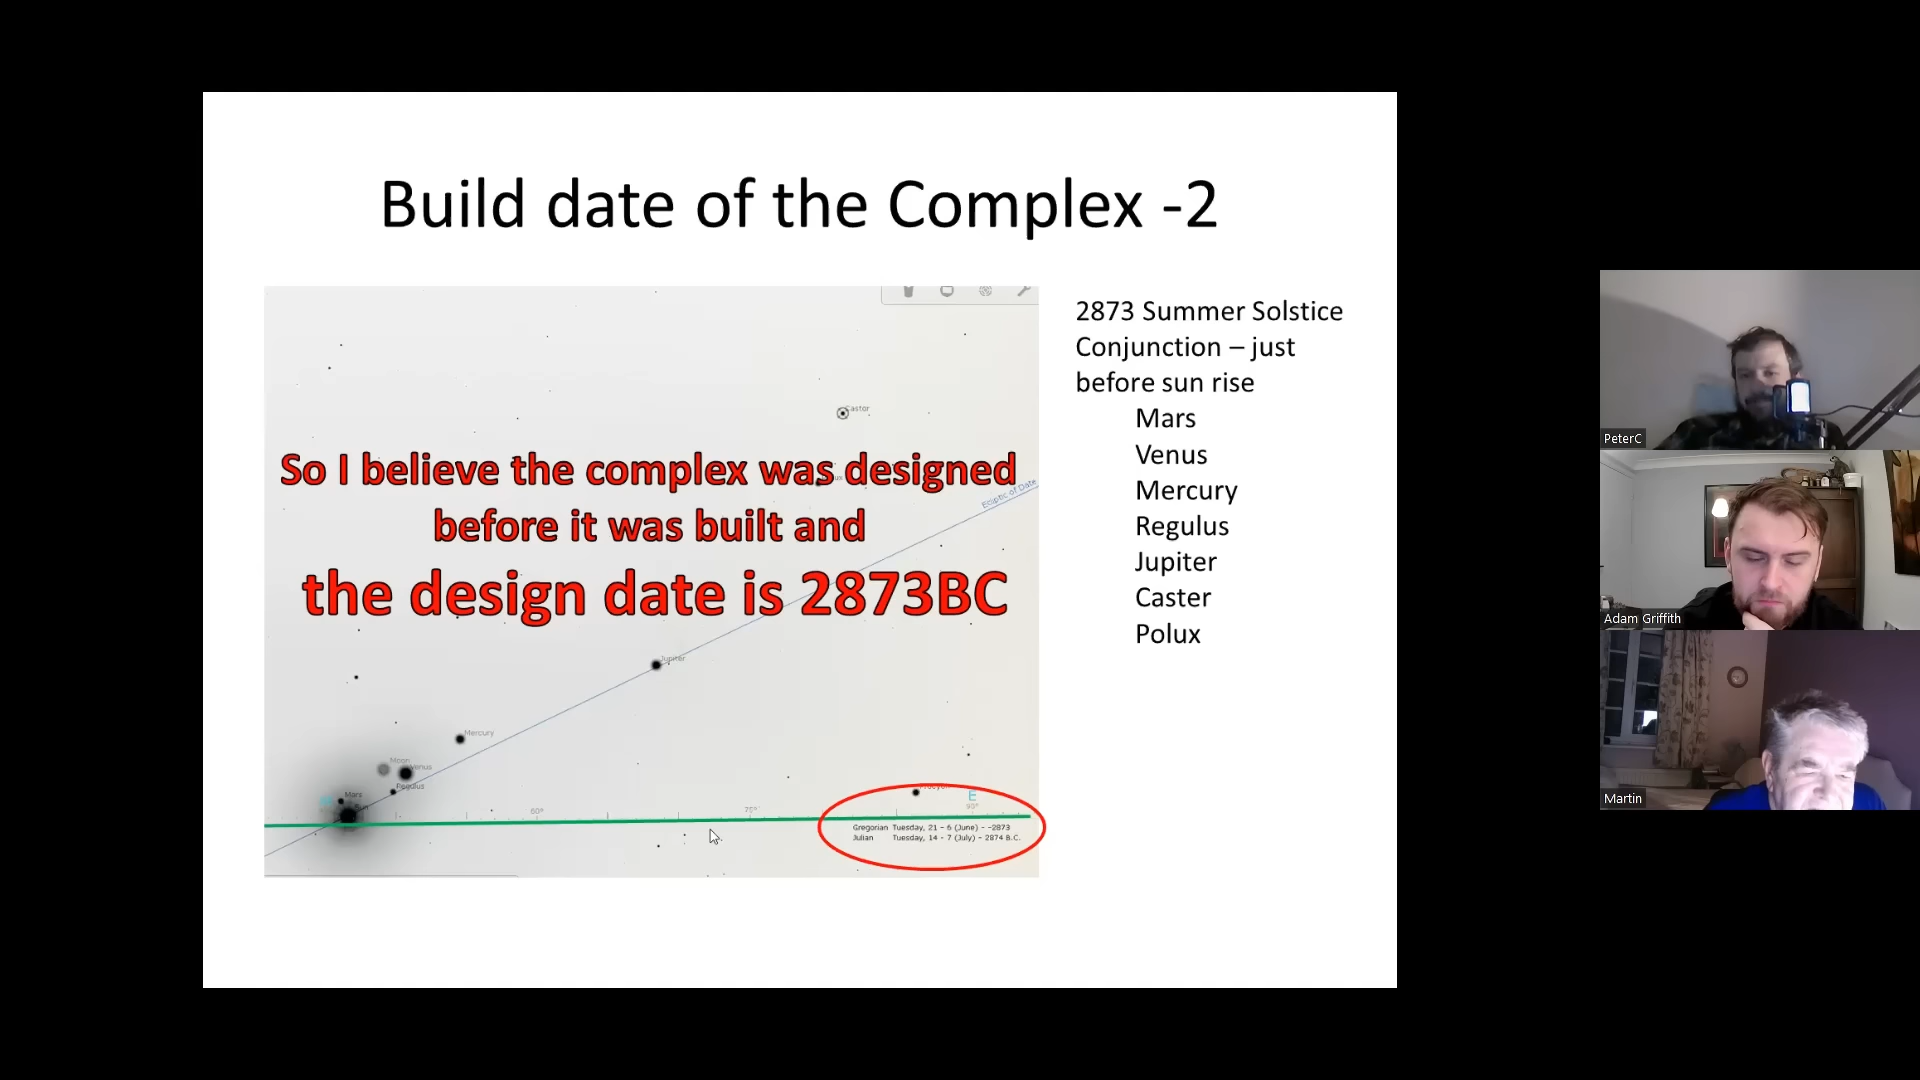 Build date of the Complex -2
Castor
So I believe the complex was designed
before it was built and
the design date is 2873BC
Ecliptic of Date
Jupiter
Mercury
Moon
Venus
Regulus
Mars
60°
75°
E
90°
Gregorian Tuesday, 21 - 6 (June) - -2873
Julian Tuesday, 14 - 7 (July) - 2874 B.C.
2873 Summer Solstice
Conjunction – just
before sun rise
Mars
Venus
Mercury
Regulus
Jupiter
Caster
Polux
PeterC
Adam Griffith
Martin